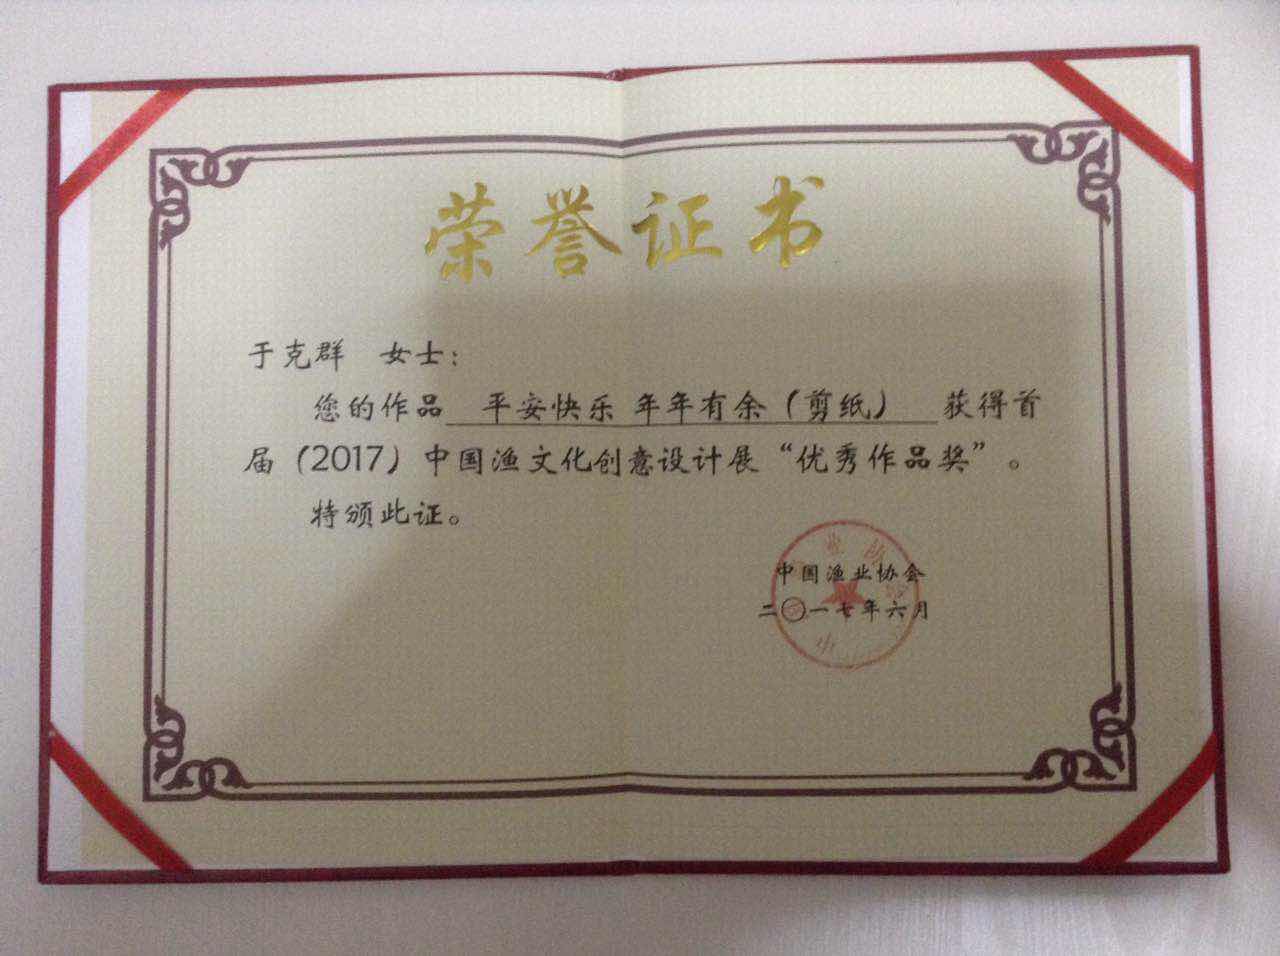 荣誉证书
于克群 女士：
您的作品 平安快乐 年年有余（剪纸） 获得首
届（2017）中国渔文化创意设计展“优秀作品奖”。
特颁此证。
中国渔业协会
二〇一七年六月